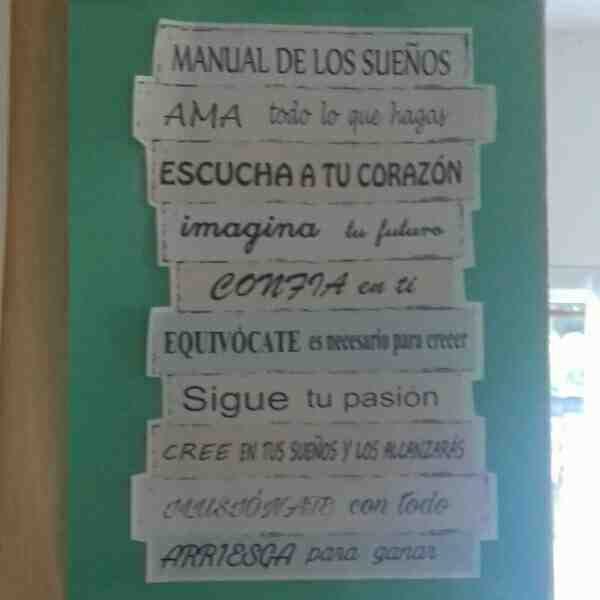 MANUAL DE LOS SUEÑOS
AMA todo lo que hagas
ESCUCHA A TU CORAZÓN
imagina tu futuro
CONFIA en ti
EQUIVÓCATE es necesario para crecer
Sigue tu pasión
CREE EN TUS SUEÑOS Y LOS ALCANZARÁS
ILUSIÓNATE con todo
ARRIESGA para ganar